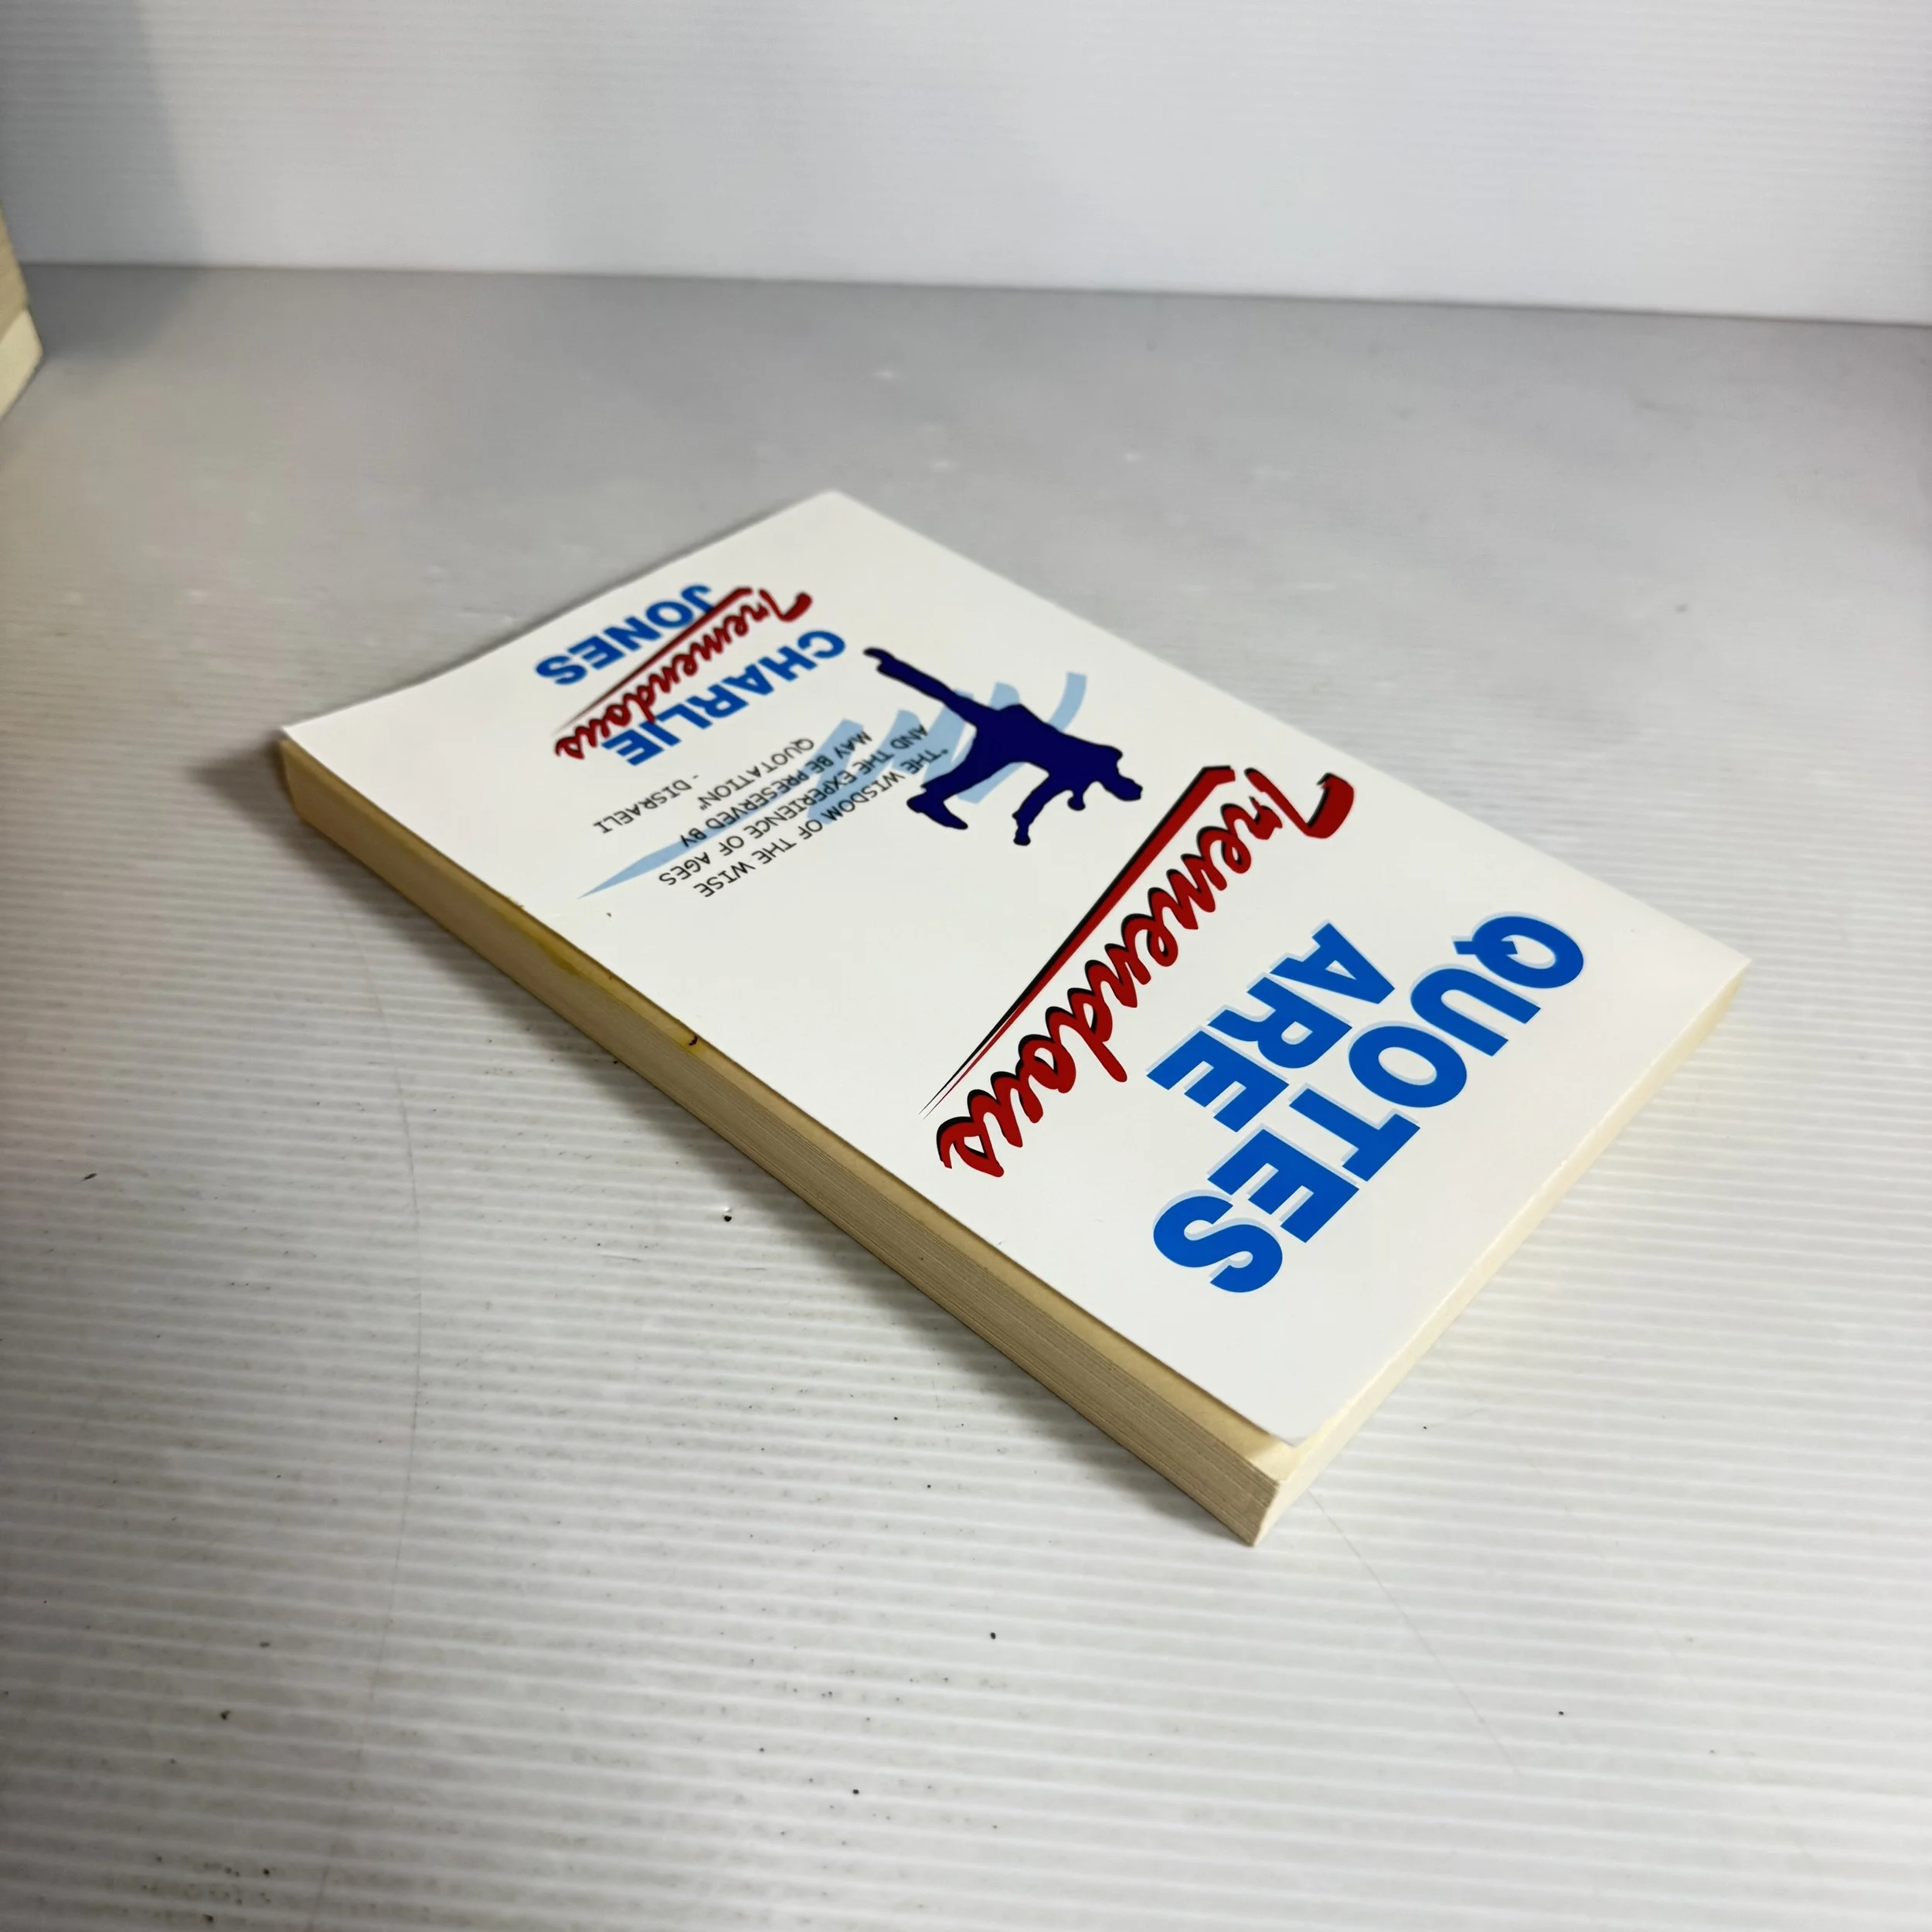 QUOTES
ARE
Tremendous
"THE WISDOM OF THE WISE
AND THE EXPERIENCE OF AGES
MAY BE PRESERVED BY
QUOTATION"
- DISRAELI
CHARLIE
Tremendous
JONES